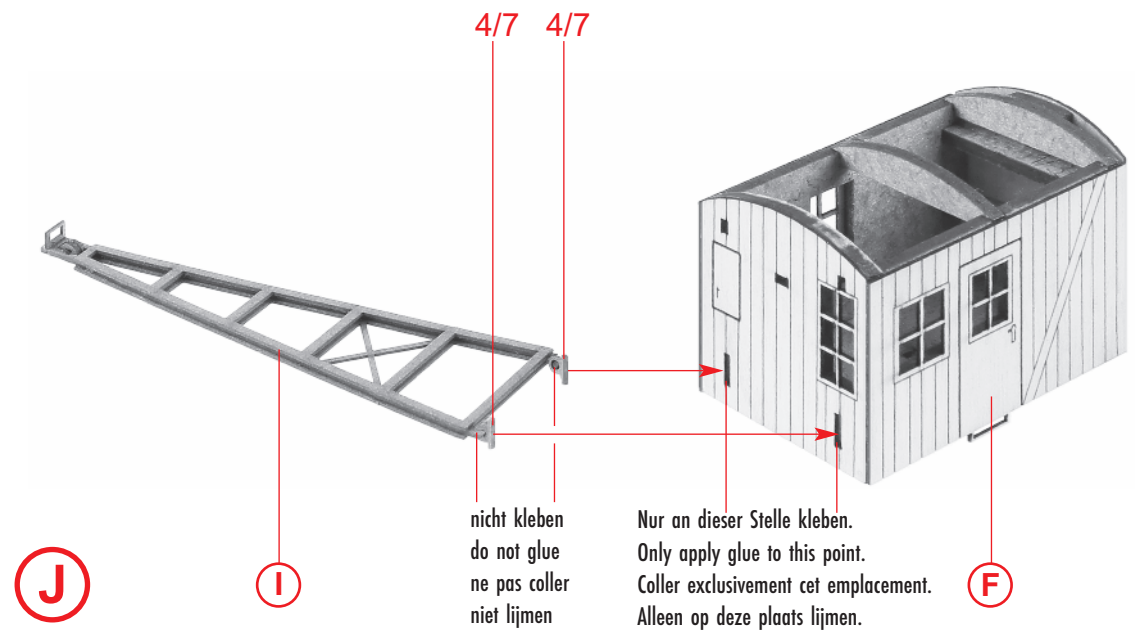 4/7 4/7
nicht kleben
do not glue
ne pas coller
niet lijmen
Nur an dieser Stelle kleben.
Only apply glue to this point.
Coller exclusivement cet emplacement.
Alleen op deze plaats lijmen.
J
I
F